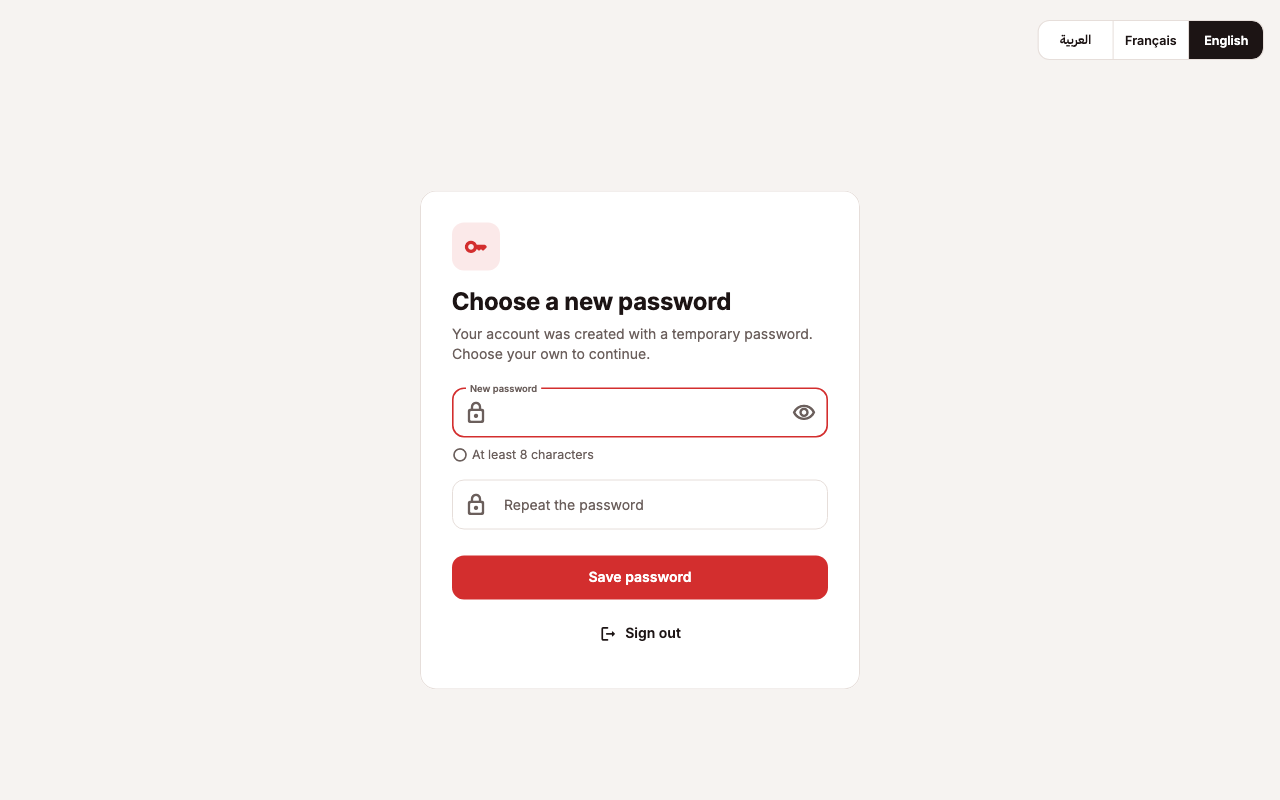 العربية
Français
English
Choose a new password
Your account was created with a temporary password.
Choose your own to continue.
New password
At least 8 characters
Repeat the password
Save password
Sign out